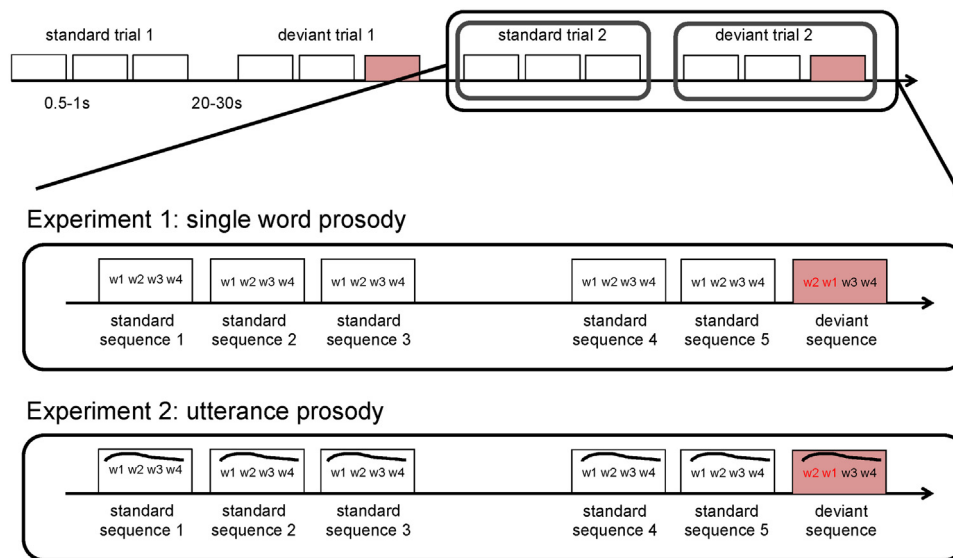 standard trial 1
deviant trial 1
standard trial 2
deviant trial 2
0.5-1s
20-30s
Experiment 1: single word prosody
w1 w2 w3 w4
w1 w2 w3 w4
w1 w2 w3 w4
w1 w2 w3 w4
w1 w2 w3 w4
w2 w1 w3 w4
standard
sequence 1
standard
sequence 2
standard
sequence 3
standard
sequence 4
standard
sequence 5
deviant
sequence
Experiment 2: utterance prosody
w1 w2 w3 w4
w1 w2 w3 w4
w1 w2 w3 w4
w1 w2 w3 w4
w1 w2 w3 w4
w2 w1 w3 w4
standard
sequence 1
standard
sequence 2
standard
sequence 3
standard
sequence 4
standard
sequence 5
deviant
sequence